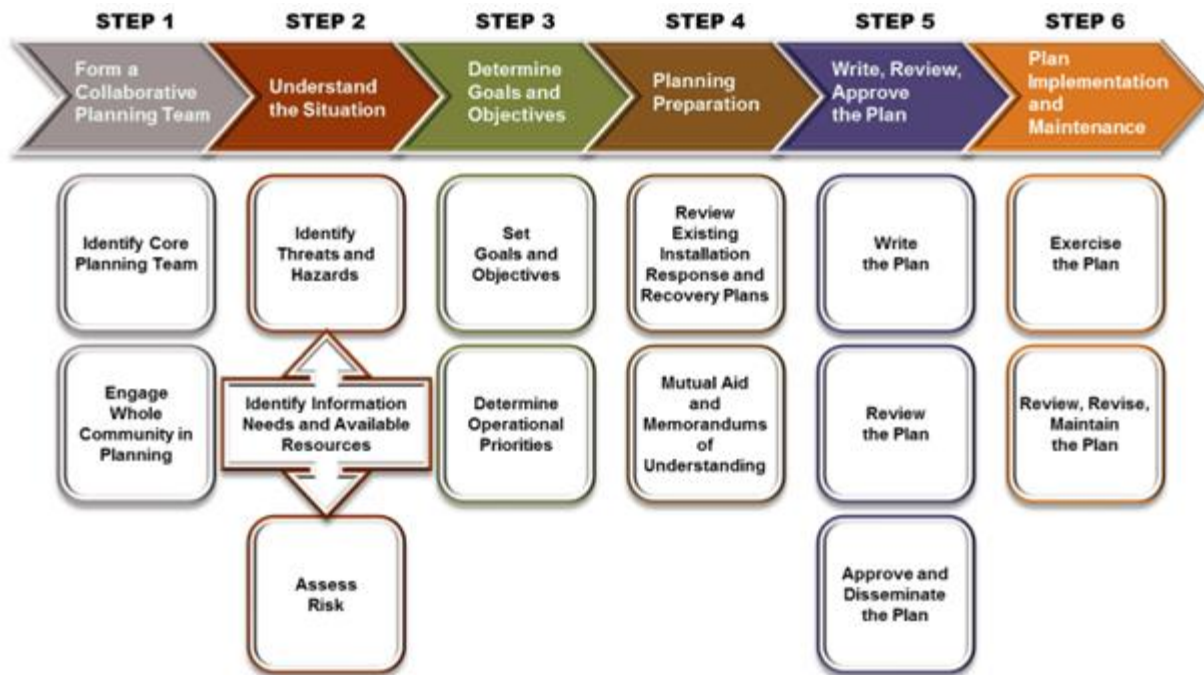 STEP 1
STEP 2
STEP 3
STEP 4
STEP 5
STEP 6
Form a
Collaborative
Planning Team
Understand
the Situation
Determine
Goals and
Objectives
Planning
Preparation
Write, Review,
Approve
the Plan
Plan
Implementation
and
Maintenance
Identify Core
Planning Team
Identify
Threats and
Hazards
Set
Goals and
Objectives
Review
Existing
Installation
Response and
Recovery Plans
Write
the Plan
Exercise
the Plan
Engage
Whole
Community in
Planning
Identify Information
Needs and Available
Resources
Determine
Operational
Priorities
Mutual Aid
and
Memorandums
of
Understanding
Review
the Plan
Review, Revise,
Maintain
the Plan
Assess
Risk
Approve and
Disseminate
the Plan